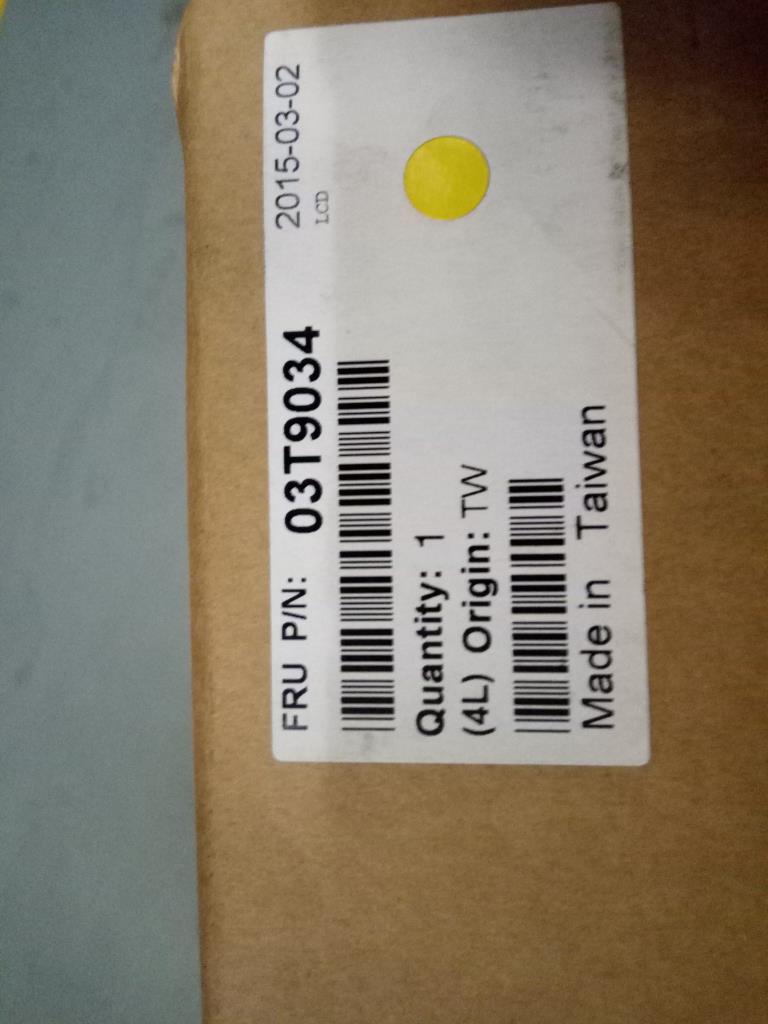 FRU P/N: 03T9034 2015-03-02
LCD
Quantity: 1
(4L) Origin: TW
Made in Taiwan